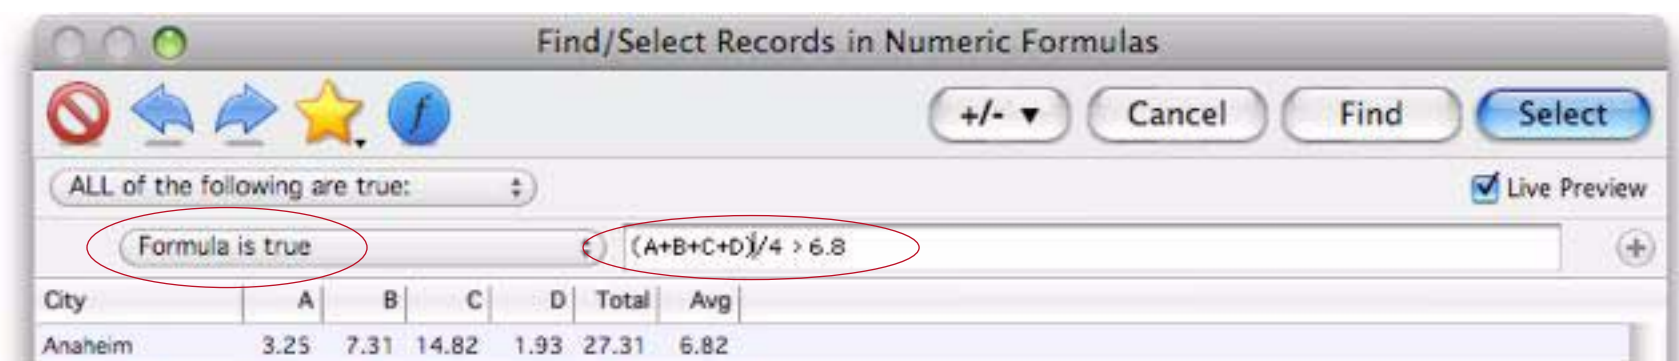 Find/Select Records in Numeric Formulas
f +/- ▼ Cancel Find Select
ALL of the following are true: Live Preview
Formula is true (A+B+C+D)/4 > 6.8
City A B C D Total Avg
Anaheim 3.25 7.31 14.82 1.93 27.31 6.82